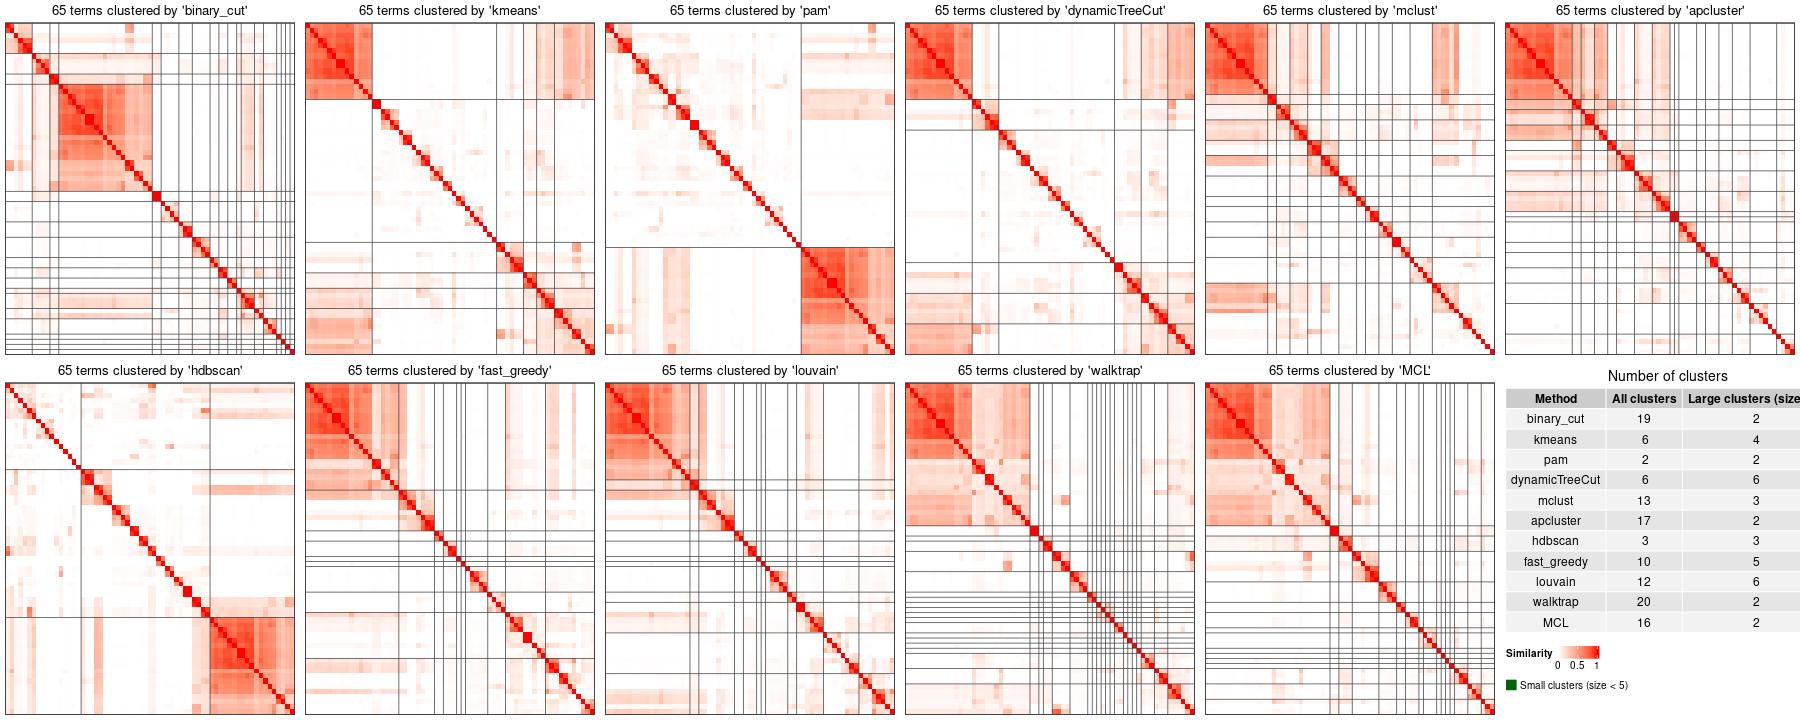 65 terms clustered by 'binary_cut'
65 terms clustered by 'kmeans'
65 terms clustered by 'pam'
65 terms clustered by 'dynamicTreeCut'
65 terms clustered by 'mclust'
65 terms clustered by 'apcluster'
65 terms clustered by 'hdbscan'
65 terms clustered by 'fast_greedy'
65 terms clustered by 'louvain'
65 terms clustered by 'walktrap'
65 terms clustered by 'MCL'
Number of clusters
Method All clusters Large clusters (size
binary_cut 19 2
kmeans 6 4
pam 2 2
dynamicTreeCut 6 6
mclust 13 3
apcluster 17 2
hdbscan 3 3
fast_greedy 10 5
louvain 12 6
walktrap 20 2
MCL 16 2
Similarity
0 0.5 1
Small clusters (size < 5)